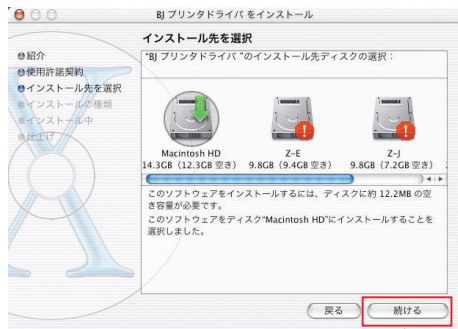 BJ プリンタドライバ をインストール
インストール先を選択
紹介
使用許諾契約
インストール先を選択
インストールの種類
インストール中
仕上げ
"BJ プリンタドライバ "のインストール先ディスクの選択：
Macintosh HD
14.3GB（12.3GB 空き）
Z-E
9.8GB（9.4GB 空き）
Z-J
9.8GB（7.2GB 空き）
このソフトウェアをインストールするには、ディスクに約 12.2MB の空
き容量が必要です。
このソフトウェアをディスク"Macintosh HD"にインストールすることを
選択しました。
戻る
続ける